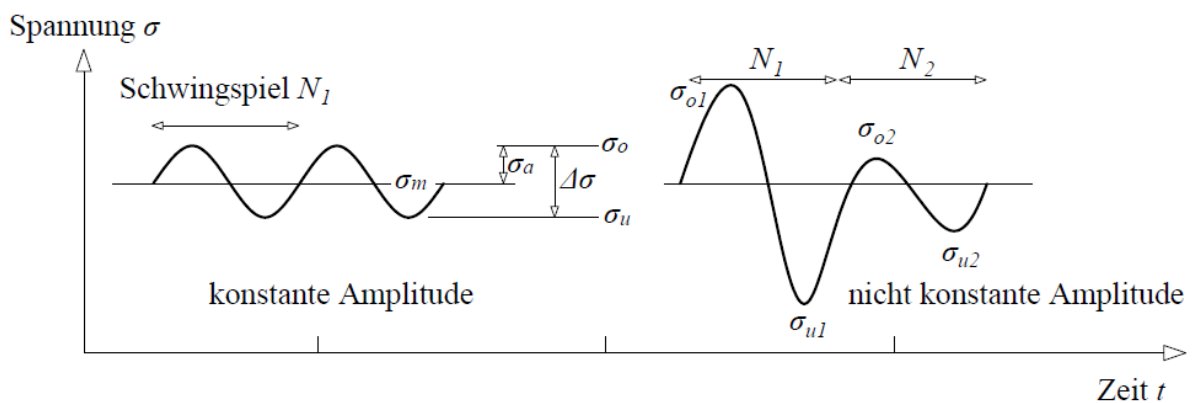 Spannung σ
Schwingspiel N1
σm
σa
Δσ
σo
σu
konstante Amplitude
N1
N2
σo1
σo2
σu1
σu2
nicht konstante Amplitude
Zeit t